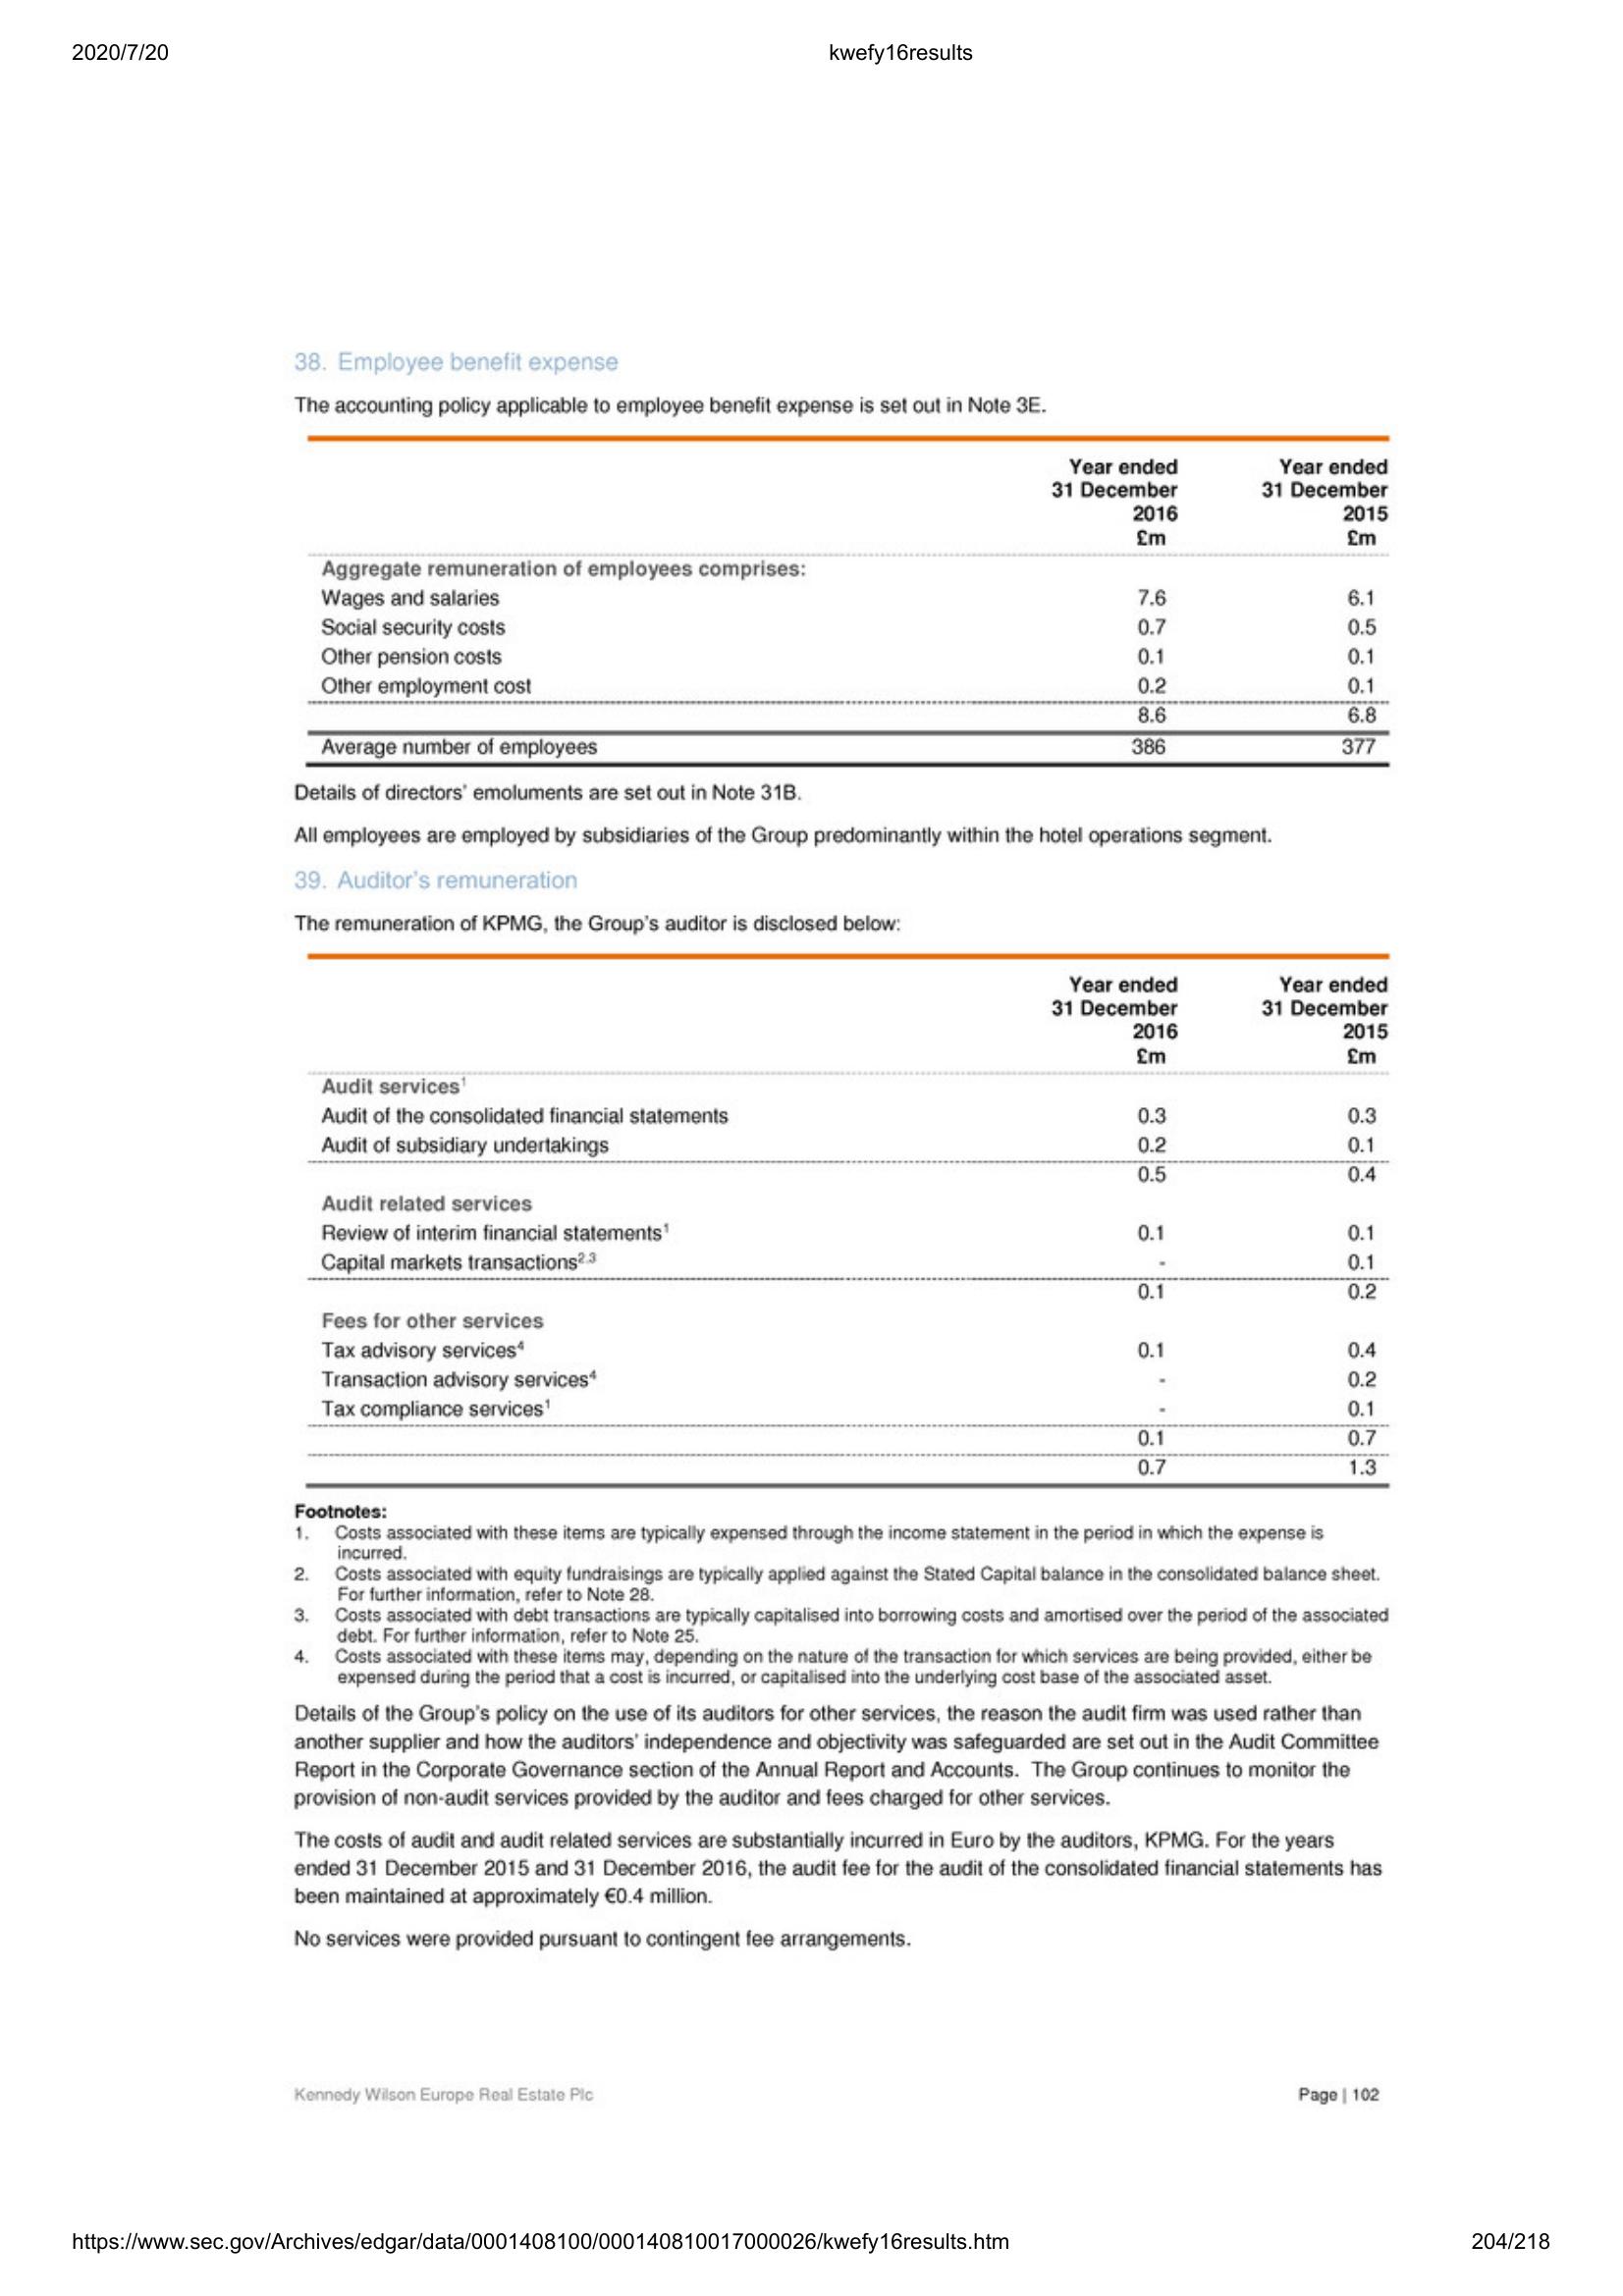 2020/7/20 kwefy16results
38. Employee benefit expense
The accounting policy applicable to employee benefit expense is set out in Note 3E.
Year ended Year ended
31 December 31 December
2016 2015
£m £m
Aggregate remuneration of employees comprises:
Wages and salaries 7.6 6.1
Social security costs 0.7 0.5
Other pension costs 0.1 0.1
Other employment cost 0.2 0.1
8.6 6.8
Average number of employees 386 377
Details of directors' emoluments are set out in Note 31B.
All employees are employed by subsidiaries of the Group predominantly within the hotel operations segment.
39. Auditor's remuneration
The remuneration of KPMG, the Group's auditor is disclosed below:
Year ended Year ended
31 December 31 December
2016 2015
£m £m
Audit services¹
Audit of the consolidated financial statements 0.3 0.3
Audit of subsidiary undertakings 0.2 0.1
0.5 0.4
Audit related services
Review of interim financial statements¹ 0.1 0.1
Capital markets transactions²·³ - 0.1
0.1 0.2
Fees for other services
Tax advisory services⁴ 0.1 0.4
Transaction advisory services⁴ - 0.2
Tax compliance services¹ - 0.1
0.1 0.7
0.7 1.3
Footnotes:
1. Costs associated with these items are typically expensed through the income statement in the period in which the expense is
incurred.
2. Costs associated with equity fundraisings are typically applied against the Stated Capital balance in the consolidated balance sheet.
For further information, refer to Note 28.
3. Costs associated with debt transactions are typically capitalised into borrowing costs and amortised over the period of the associated
debt. For further information, refer to Note 25.
4. Costs associated with these items may, depending on the nature of the transaction for which services are being provided, either be
expensed during the period that a cost is incurred, or capitalised into the underlying cost base of the associated asset.
Details of the Group's policy on the use of its auditors for other services, the reason the audit firm was used rather than
another supplier and how the auditors' independence and objectivity was safeguarded are set out in the Audit Committee
Report in the Corporate Governance section of the Annual Report and Accounts. The Group continues to monitor the
provision of non-audit services provided by the auditor and fees charged for other services.
The costs of audit and audit related services are substantially incurred in Euro by the auditors, KPMG. For the years
ended 31 December 2015 and 31 December 2016, the audit fee for the audit of the consolidated financial statements has
been maintained at approximately €0.4 million.
No services were provided pursuant to contingent fee arrangements.
Kennedy Wilson Europe Real Estate Plc Page | 102
https://www.sec.gov/Archives/edgar/data/0001408100/000140810017000026/kwefy16results.htm 204/218